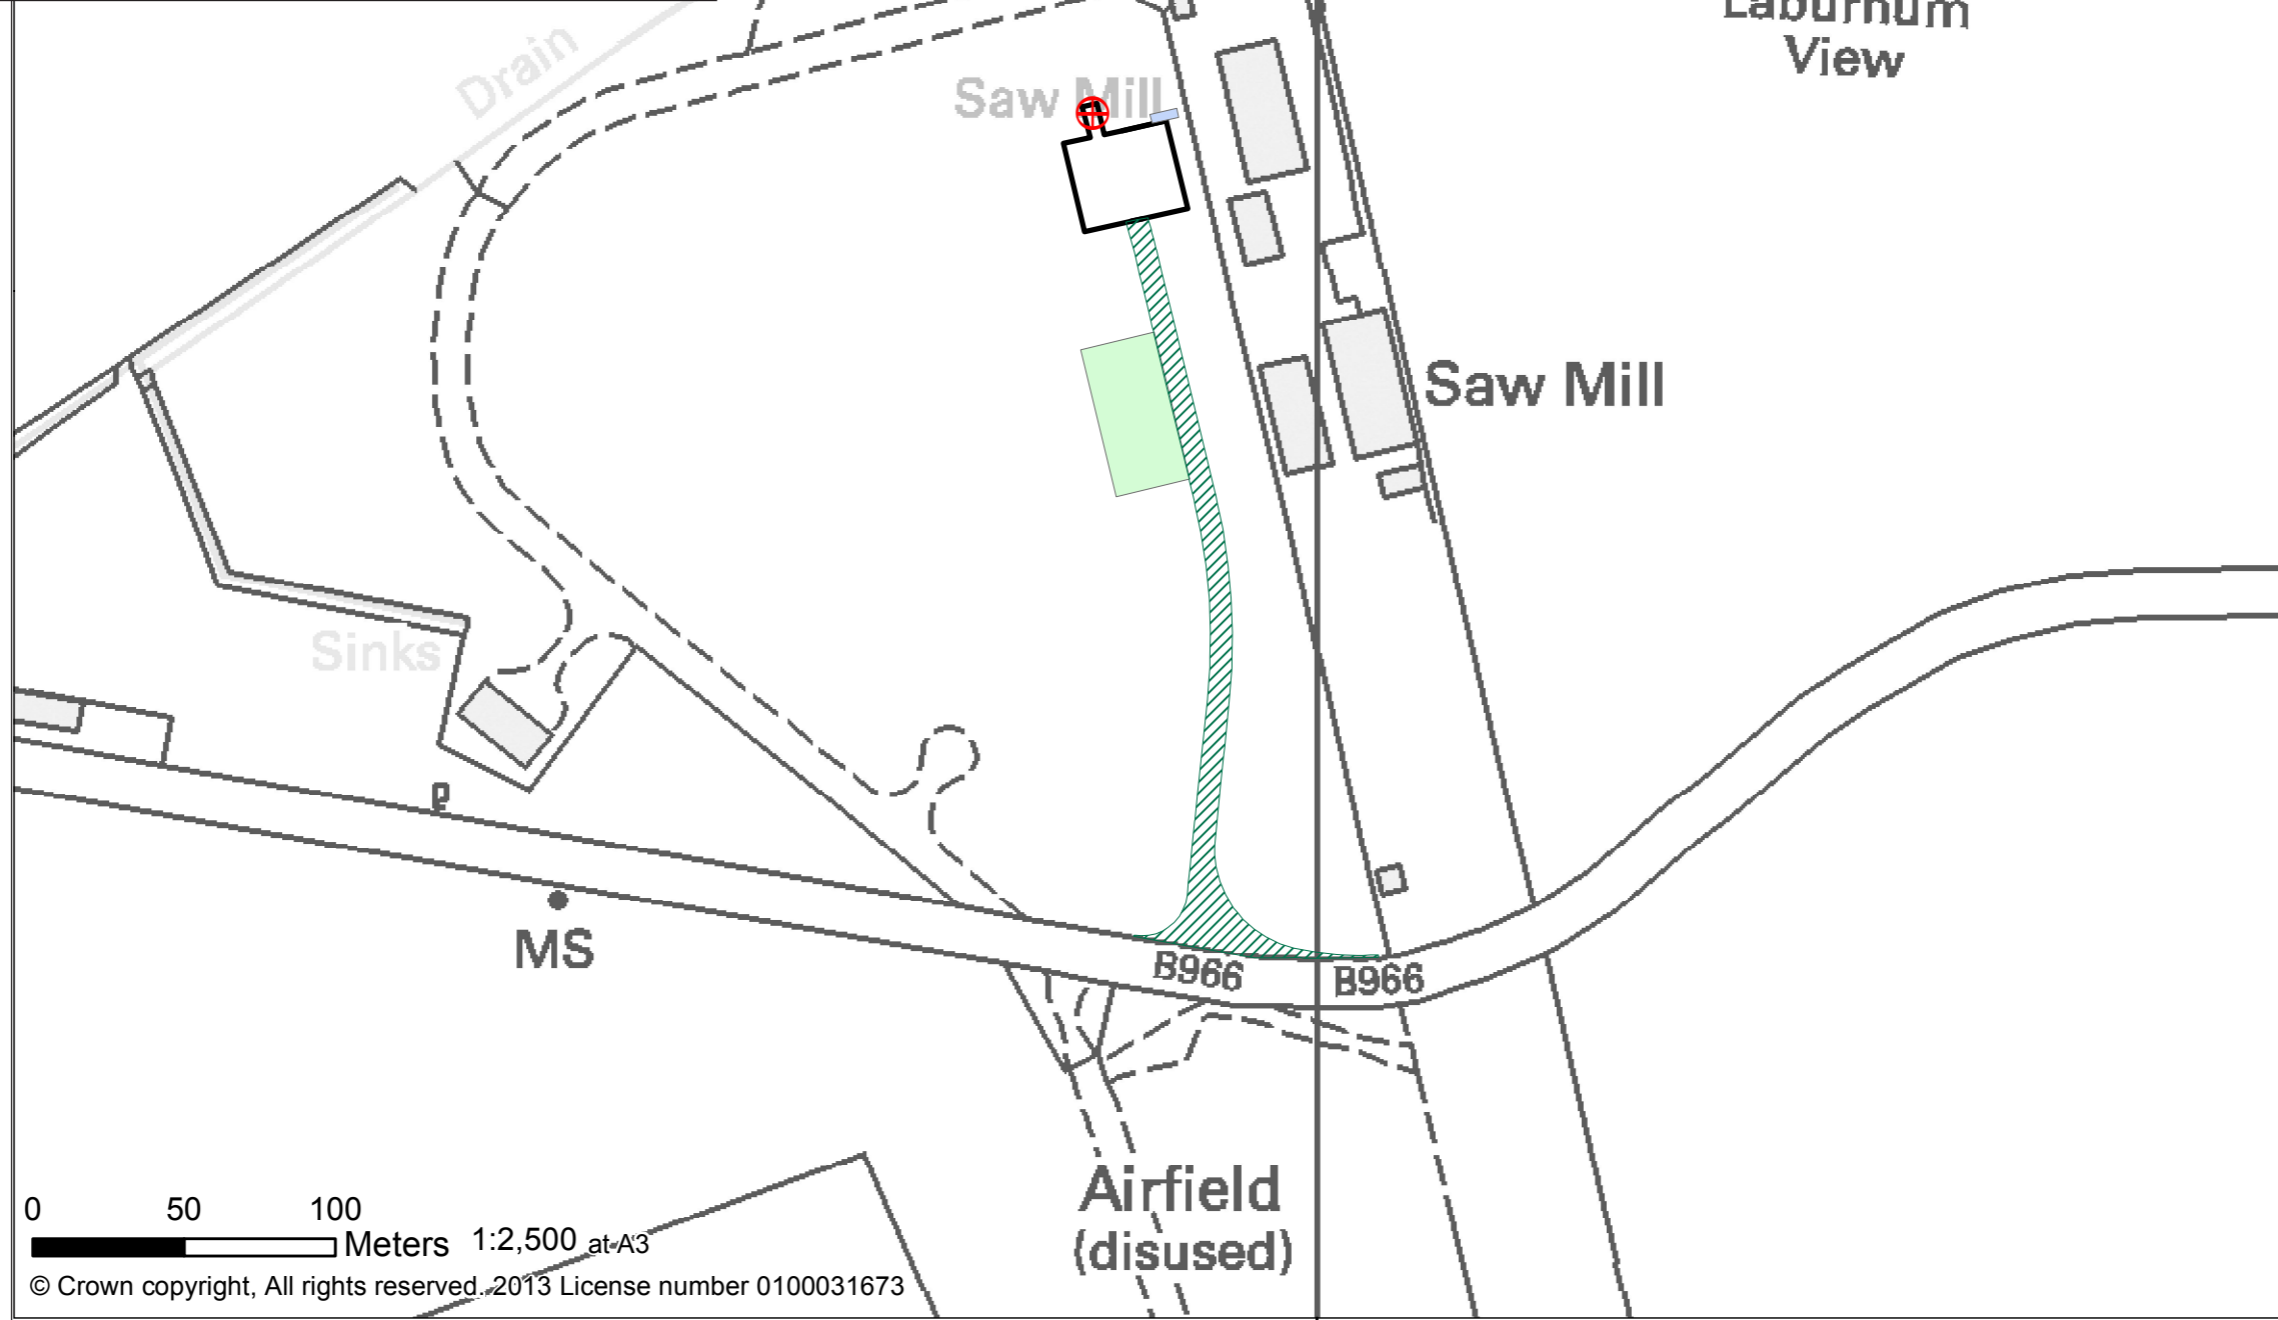 Laburnum
View
Drain
Saw Mill
Saw Mill
Sinks
MS
B966
B966
Airfield
(disused)
0 50 100
Meters 1:2,500 at A3
© Crown copyright, All rights reserved. 2013 License number 0100031673